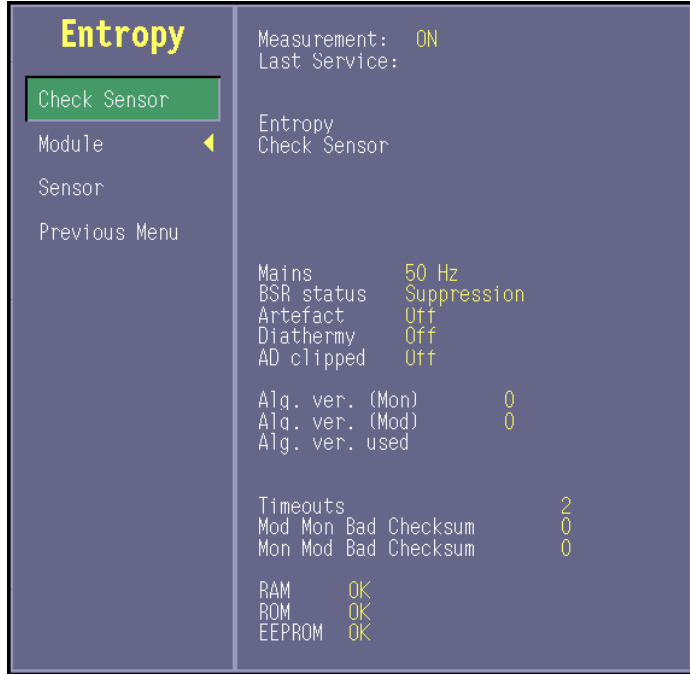 Entropy
Check Sensor
Module
Sensor
Previous Menu
Measurement: ON
Last Service:
Entropy
Check Sensor
Mains 50 Hz
BSR status Suppression
Artefact Off
Diathermy Off
AD clipped Off
Alg. ver. (Mon) 0
Alg. ver. (Mod) 0
Alg. ver. used
Timeouts 2
Mod Mon Bad Checksum 0
Mon Mod Bad Checksum 0
RAM OK
ROM OK
EEPROM OK